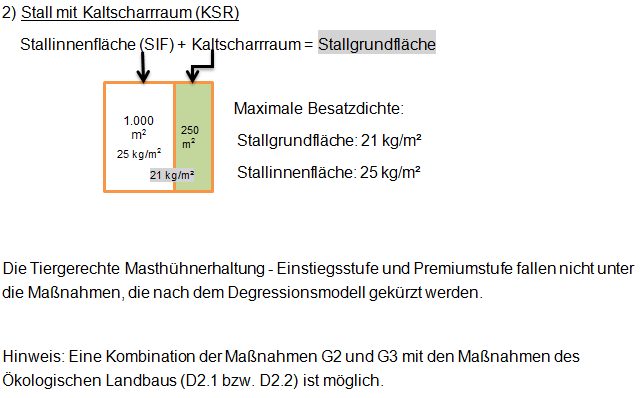 2) Stall mit Kaltscharrraum (KSR)
Stallinnenfläche (SIF) + Kaltscharrraum = Stallgrundfläche
1.000
m²
25 kg/m²
250
m²
21 kg/m²
Maximale Besatzdichte:
Stallgrundfläche: 21 kg/m²
Stallinnenfläche: 25 kg/m²
Die Tiergerechte Masthühnerhaltung - Einstiegsstufe und Premiumstufe fallen nicht unter
die Maßnahmen, die nach dem Degressionsmodell gekürzt werden.
Hinweis: Eine Kombination der Maßnahmen G2 und G3 mit den Maßnahmen des
Ökologischen Landbaus (D2.1 bzw. D2.2) ist möglich.